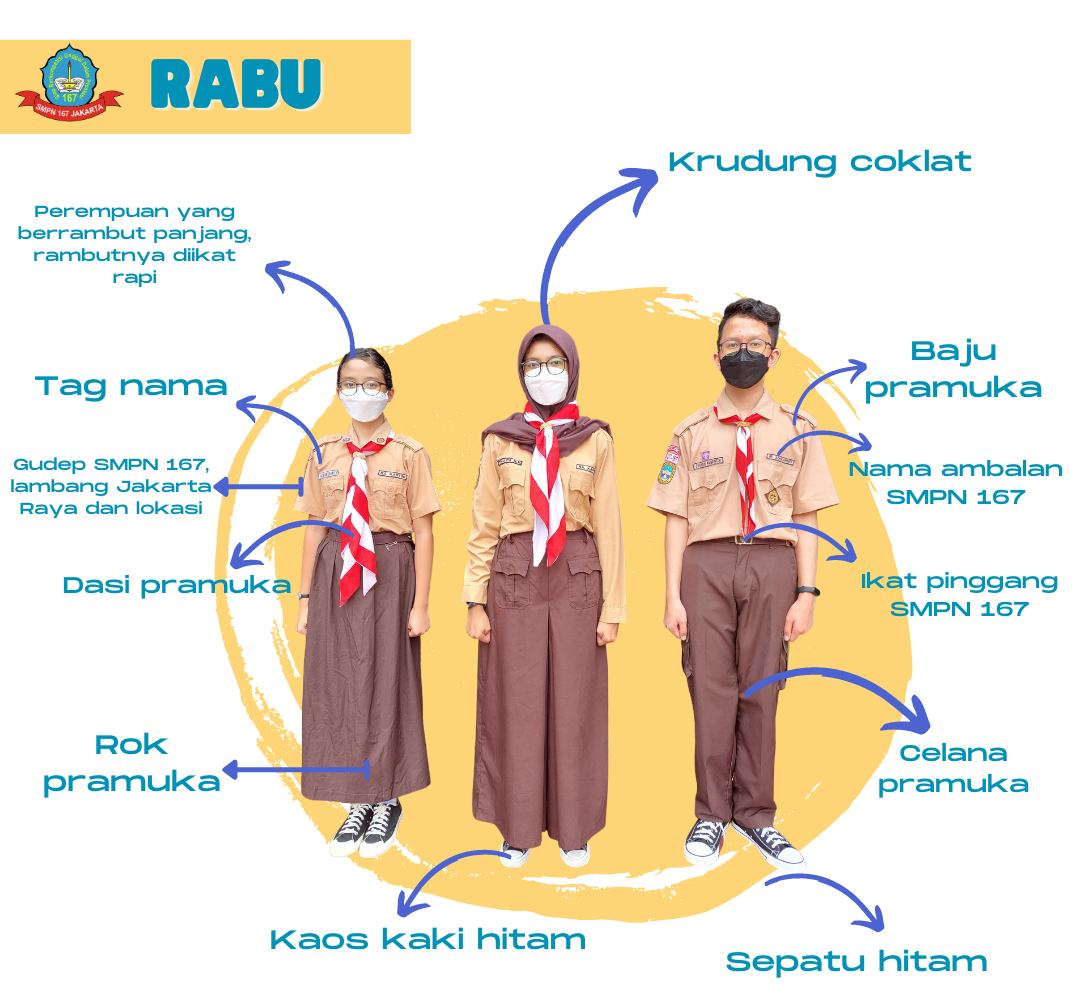 SMPN 167 JAKARTA
167
RABU
Krudung coklat
Perempuan yang
berrambut panjang,
rambutnya diikat
rapi
Baju
pramuka
Tag nama
Gudep SMPN 167,
lambang Jakarta
Raya dan lokasi
Nama ambalan
SMPN 167
Dasi pramuka
Ikat pinggang
SMPN 167
Rok
pramuka
Celana
pramuka
Kaos kaki hitam
Sepatu hitam